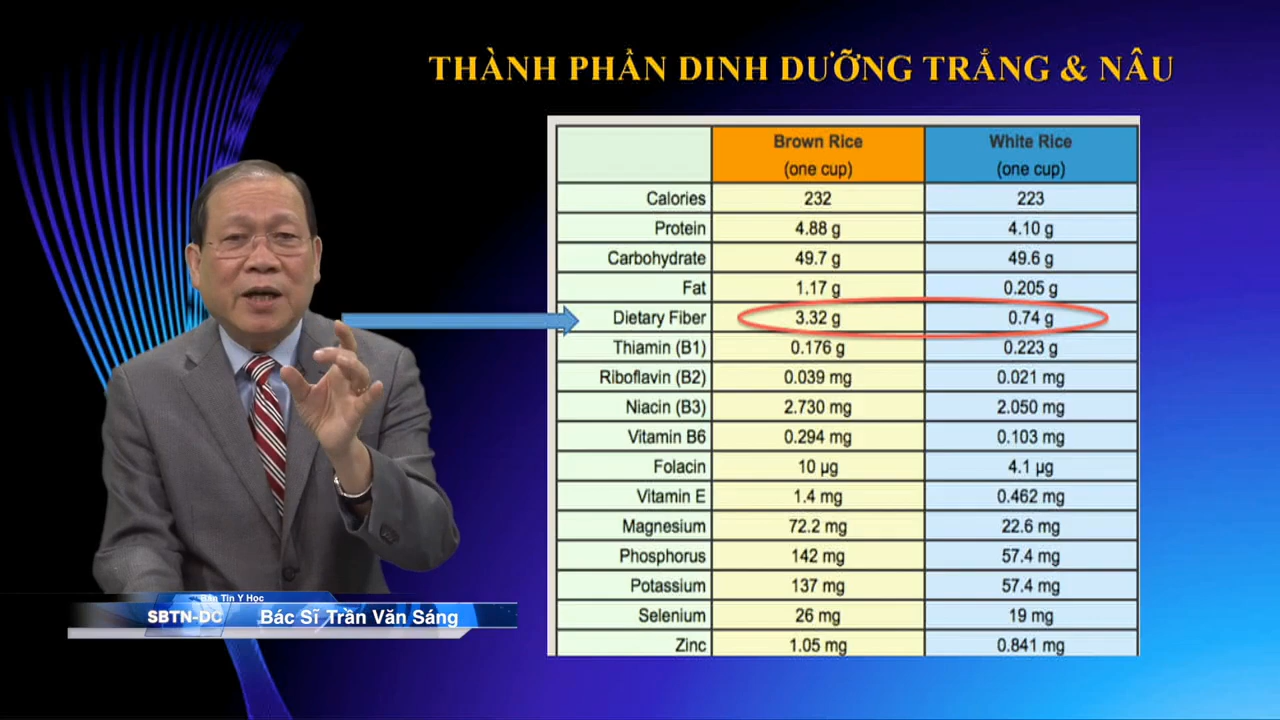 THÀNH PHẦN DINH DƯỠNG TRẮNG & NÂU
Brown Rice White Rice
(one cup) (one cup)
Calories 232 223
Protein 4.88 g 4.10 g
Carbohydrate 49.7 g 49.6 g
Fat 1.17 g 0.205 g
Dietary Fiber 3.32 g 0.74 g
Thiamin (B1) 0.176 g 0.223 g
Riboflavin (B2) 0.039 mg 0.021 mg
Niacin (B3) 2.730 mg 2.050 mg
Vitamin B6 0.294 mg 0.103 mg
Folacin 10 µg 4.1 µg
Vitamin E 1.4 mg 0.462 mg
Magnesium 72.2 mg 22.6 mg
Phosphorus 142 mg 57.4 mg
Potassium 137 mg 57.4 mg
Selenium 26 mg 19 mg
Zinc 1.05 mg 0.841 mg
Bản Tin Y Học
SBTN-DC Bác Sĩ Trần Văn Sáng